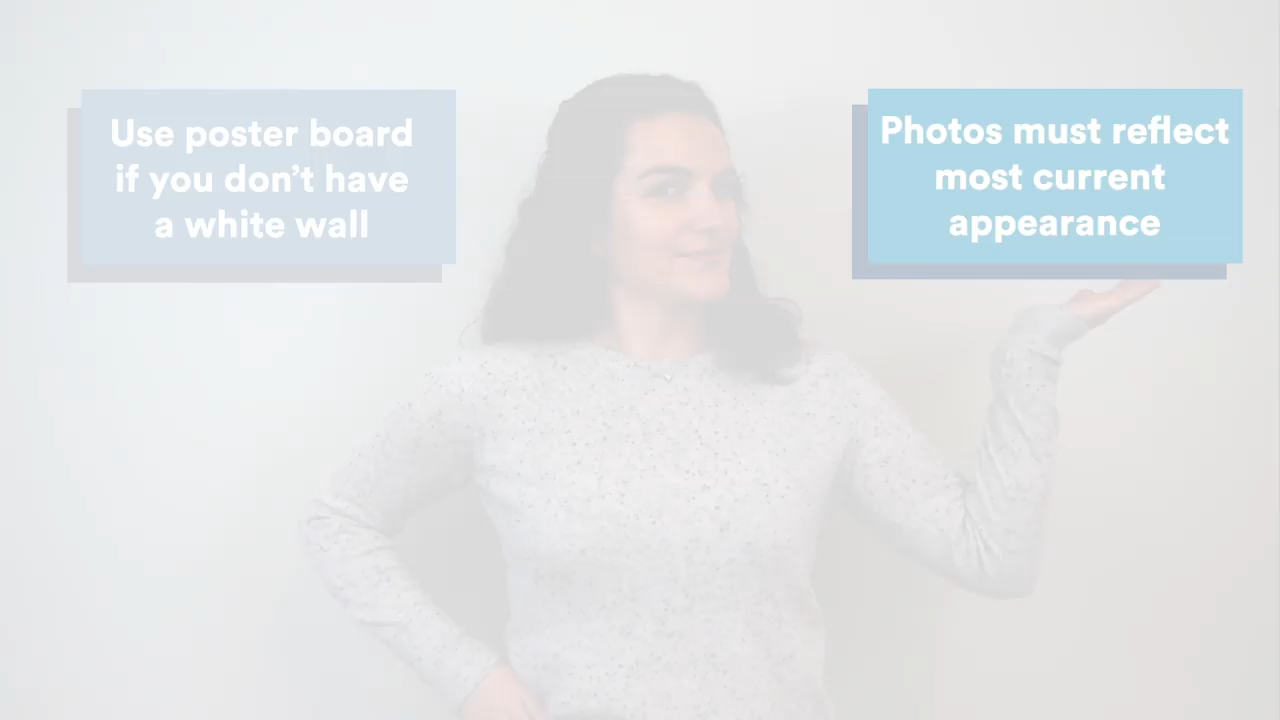 Use poster board
if you don’t have
a white wall
Photos must reflect
most current
appearance